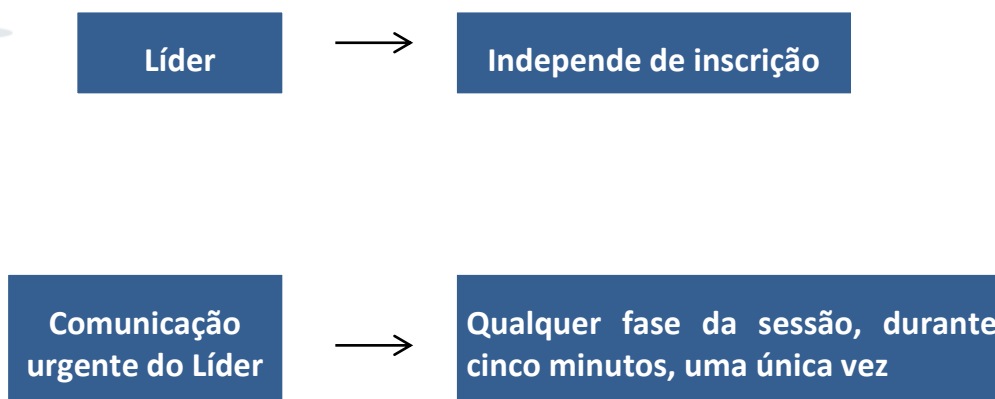 Líder
Independe de inscrição
Comunicação
urgente do Líder
Qualquer fase da sessão, durante
cinco minutos, uma única vez